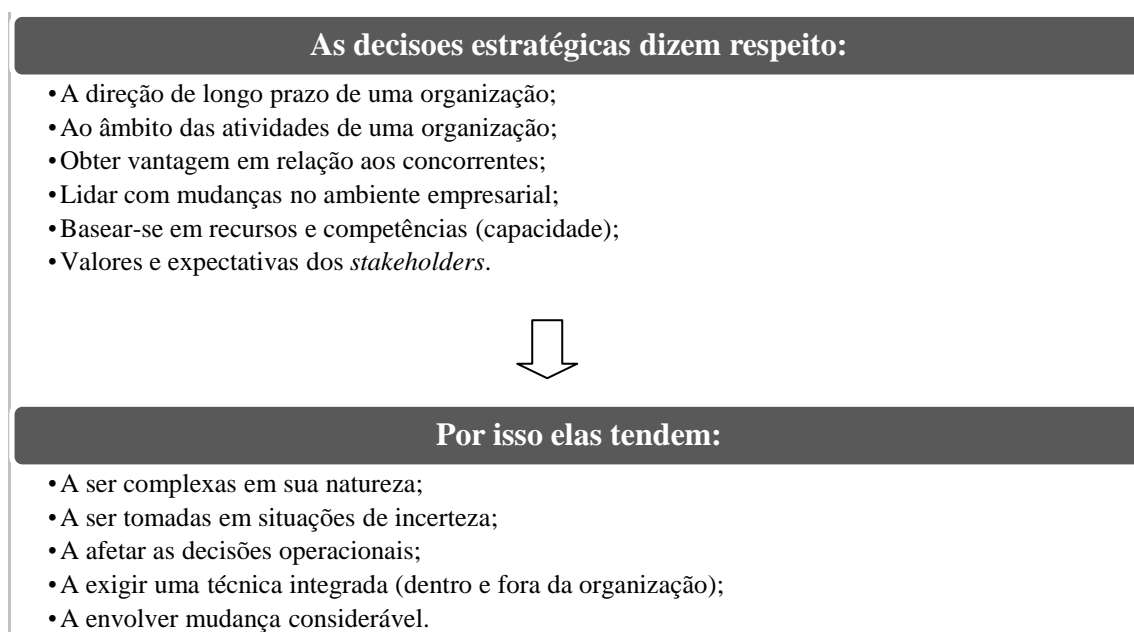 As decisoes estratégicas dizem respeito:
•A direção de longo prazo de uma organização;
•Ao âmbito das atividades de uma organização;
•Obter vantagem em relação aos concorrentes;
•Lidar com mudanças no ambiente empresarial;
•Basear-se em recursos e competências (capacidade);
•Valores e expectativas dos stakeholders.
Por isso elas tendem:
•A ser complexas em sua natureza;
•A ser tomadas em situações de incerteza;
•A afetar as decisões operacionais;
•A exigir uma técnica integrada (dentro e fora da organização);
•A envolver mudança considerável.